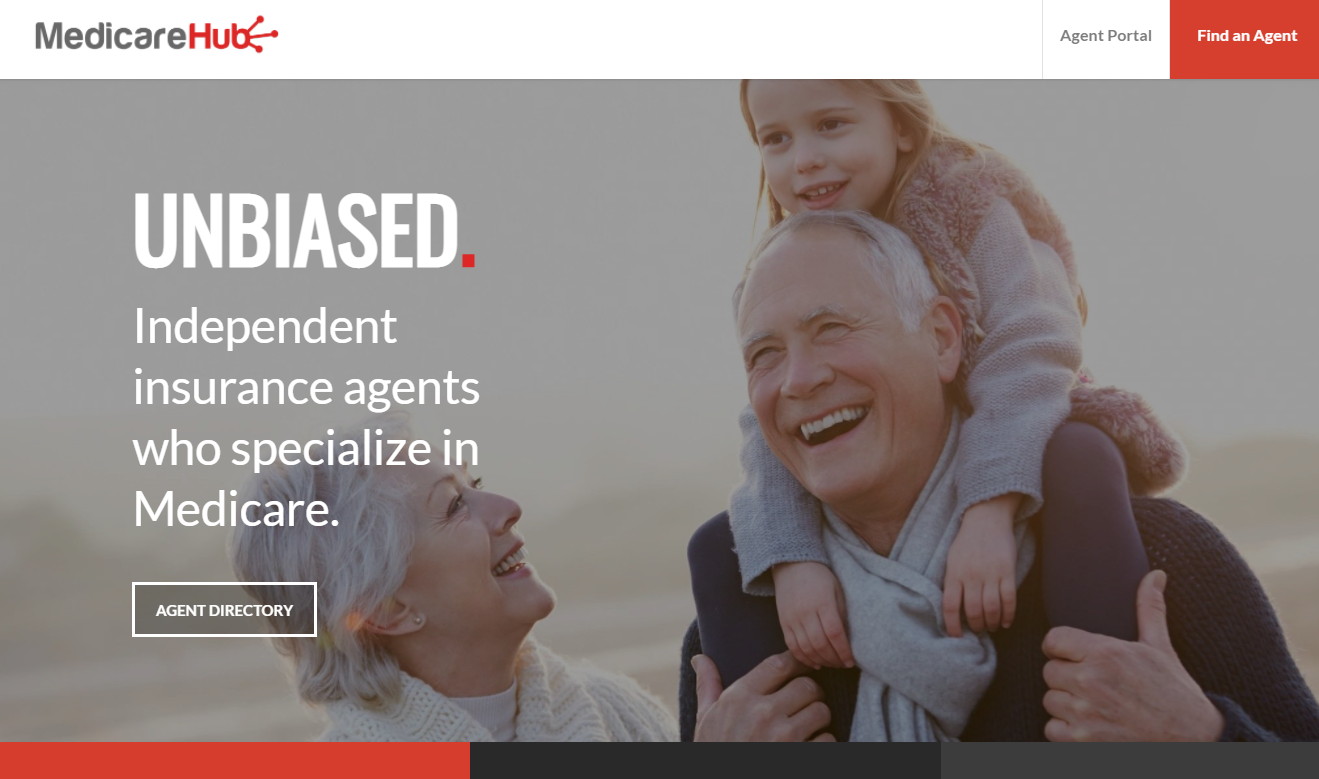 MedicareHub
Agent Portal
Find an Agent
UNBIASED.
Independent
insurance agents
who specialize in
Medicare.
AGENT DIRECTORY